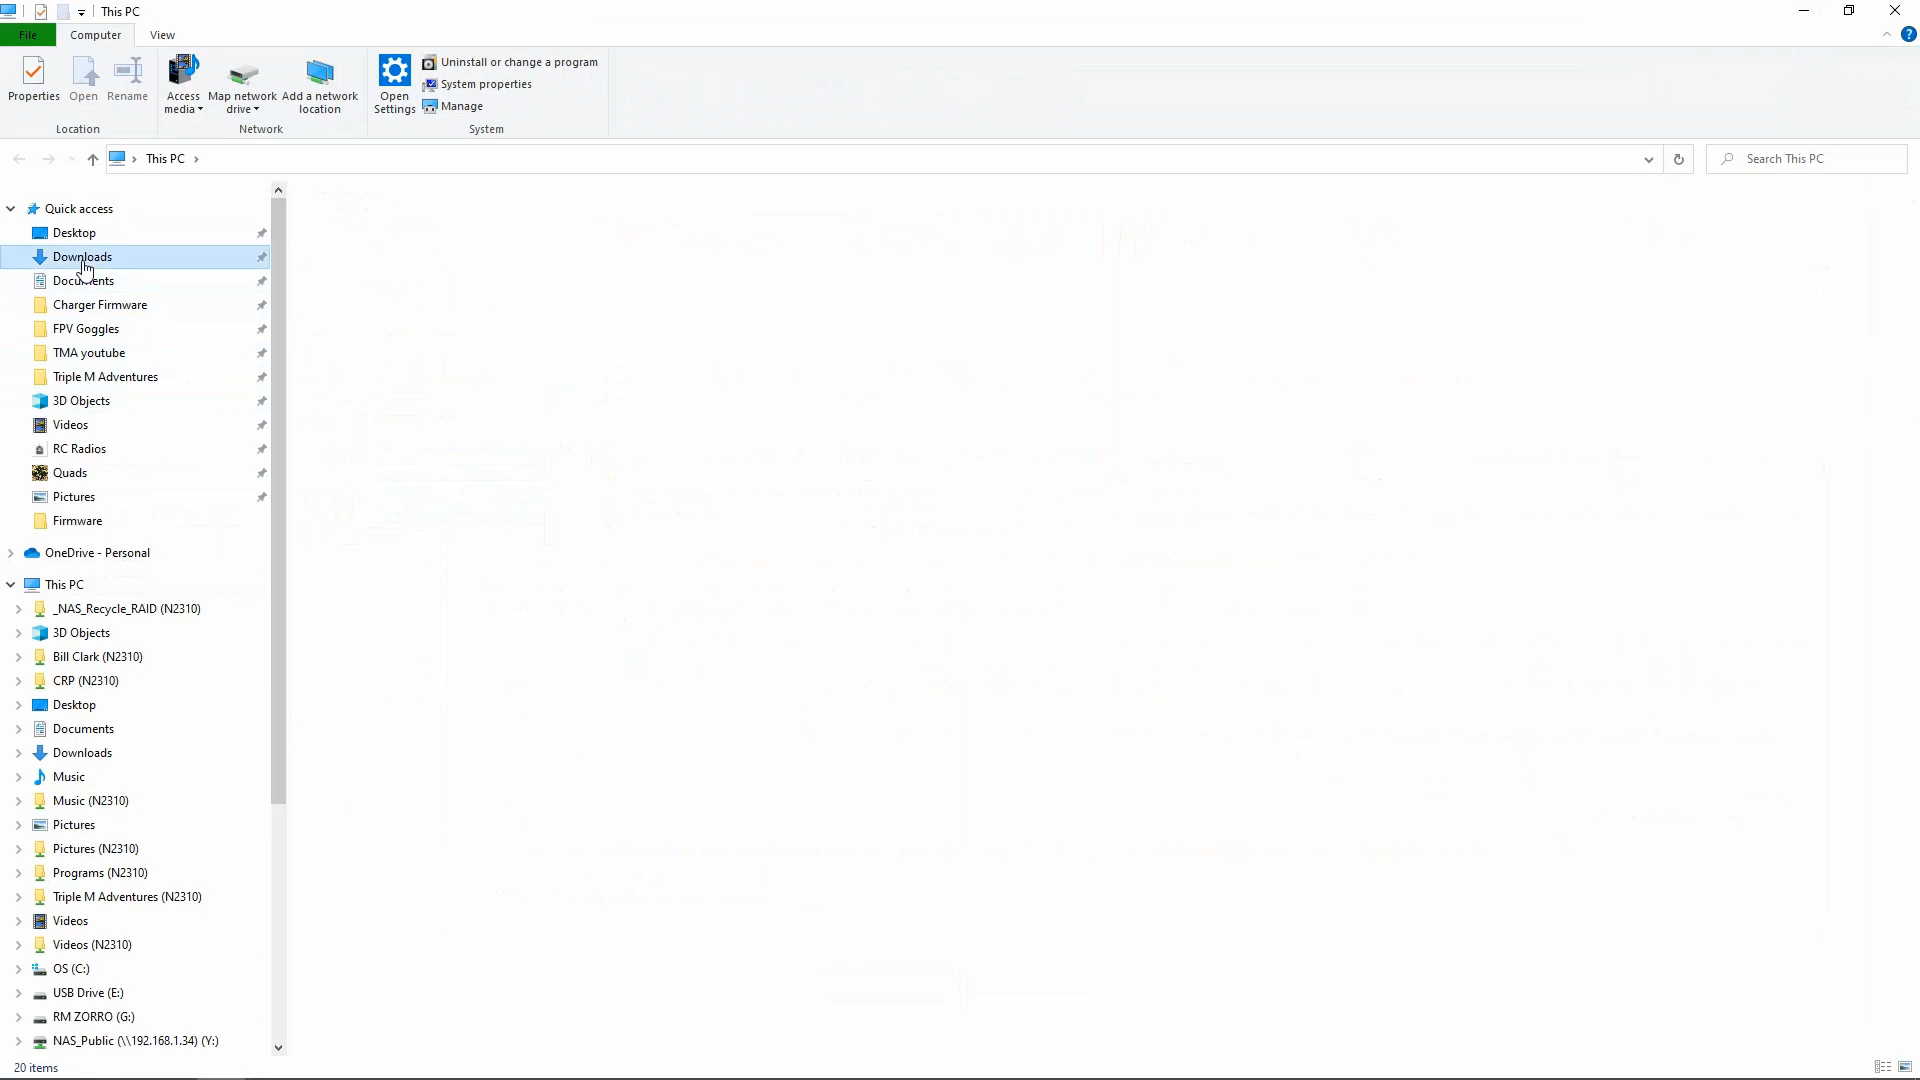 This PC
File
Computer
View
Properties
Open
Rename
Access media
Map network drive
Add a network location
Open Settings
Uninstall or change a program
System properties
Manage
Location
Network
System
This PC
Search This PC
Quick access
Desktop
Downloads
Documents
Charger Firmware
FPV Goggles
TMA youtube
Triple M Adventures
3D Objects
Videos
RC Radios
Quads
Pictures
Firmware
OneDrive - Personal
This PC
_NAS_Recycle_RAID (N2310)
3D Objects
Bill Clark (N2310)
CRP (N2310)
Desktop
Documents
Downloads
Music
Music (N2310)
Pictures
Pictures (N2310)
Programs (N2310)
Triple M Adventures (N2310)
Videos
Videos (N2310)
OS (C:)
USB Drive (E:)
RM ZORRO (G:)
NAS_Public (\\192.168.1.34) (Y:)
20 items